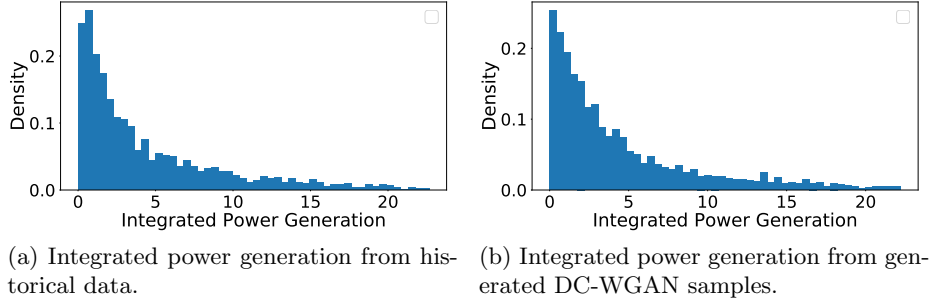 Density
0.2
0.1
0.0
0 5 10 15 20
Integrated Power Generation
(a) Integrated power generation from his-
torical data.
Density
0.2
0.1
0.0
0 5 10 15 20
Integrated Power Generation
(b) Integrated power generation from gen-
erated DC-WGAN samples.